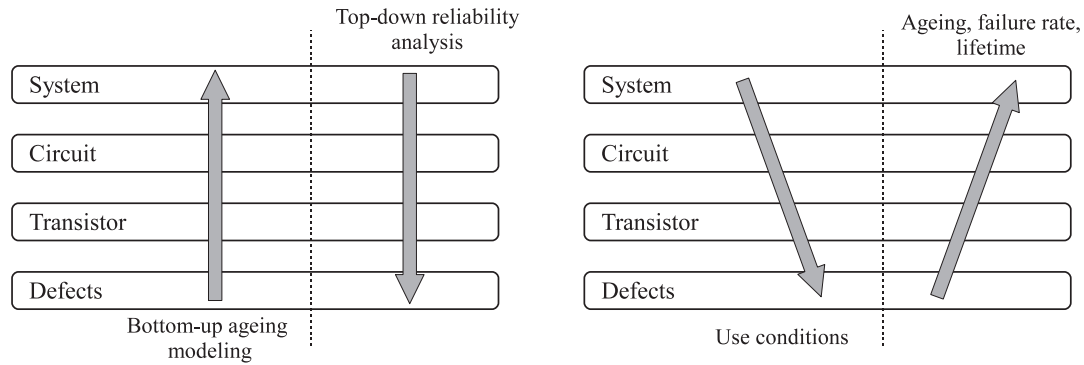 Top-down reliability
analysis
System
Circuit
Transistor
Defects
Bottom-up ageing
modeling
Ageing, failure rate,
lifetime
System
Circuit
Transistor
Defects
Use conditions